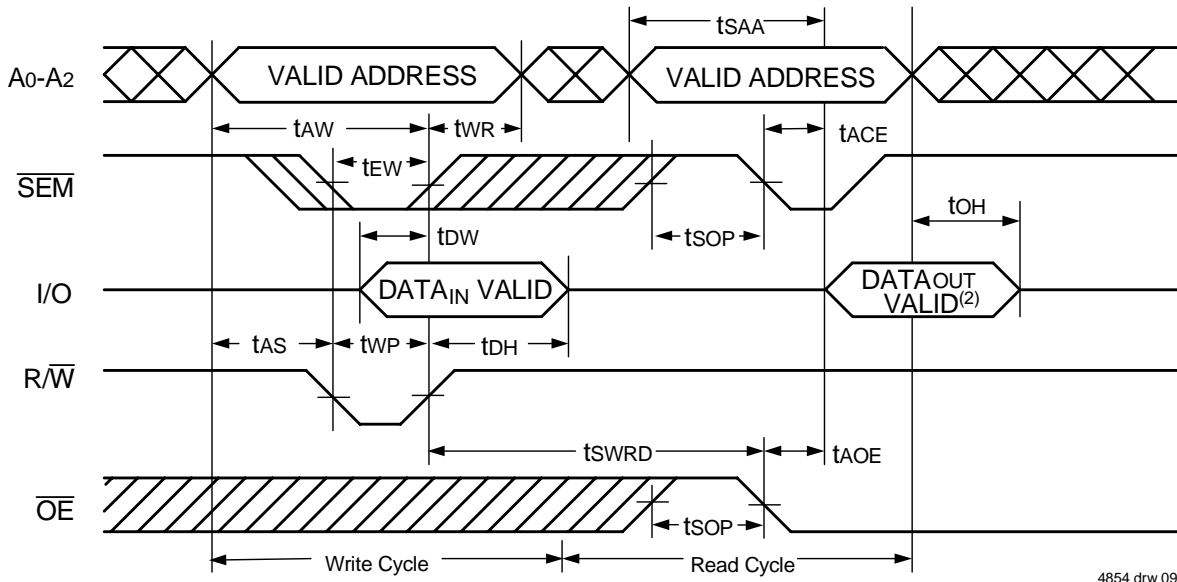 tSAA
A0-A2
VALID ADDRESS
VALID ADDRESS
tAW
tWR
tACE
tEW
SEM
tOH
tDW
tSOP
I/O
DATAIN VALID
DATAOUT
VALID(2)
tAS
tWP
tDH
R/W
tSWRD
tAOE
OE
tSOP
Write Cycle
Read Cycle
4854 drw 09